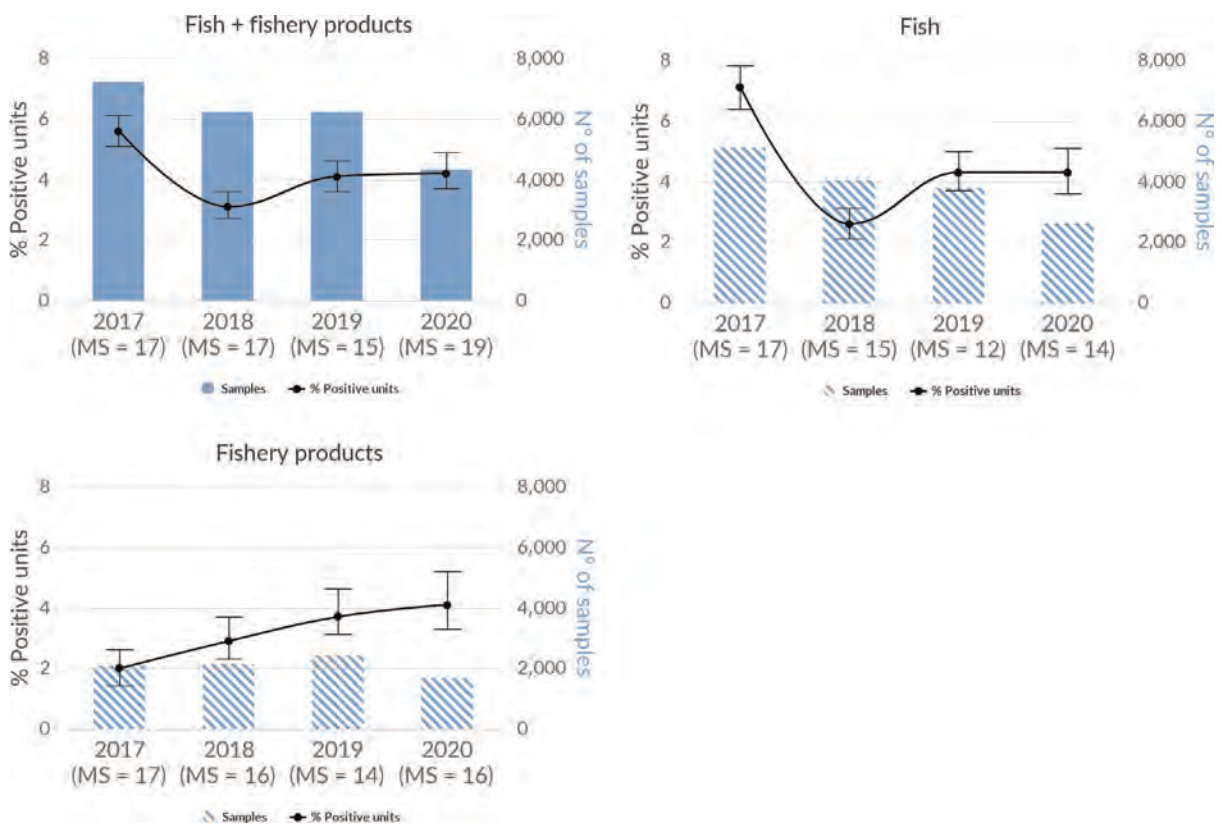 Fish + fishery products
% Positive units
8
6
4
2
0
8,000
6,000
4,000
2,000
0
N° of samples
2017 2018 2019 2020
(MS = 17) (MS = 17) (MS = 15) (MS = 19)
Samples % Positive units
Fish
% Positive units
8
6
4
2
0
8,000
6,000
4,000
2,000
0
N° of samples
2017 2018 2019 2020
(MS = 17) (MS = 15) (MS = 12) (MS = 14)
Samples % Positive units
Fishery products
% Positive units
8
6
4
2
0
8,000
6,000
4,000
2,000
0
N° of samples
2017 2018 2019 2020
(MS = 17) (MS = 16) (MS = 14) (MS = 16)
Samples % Positive units